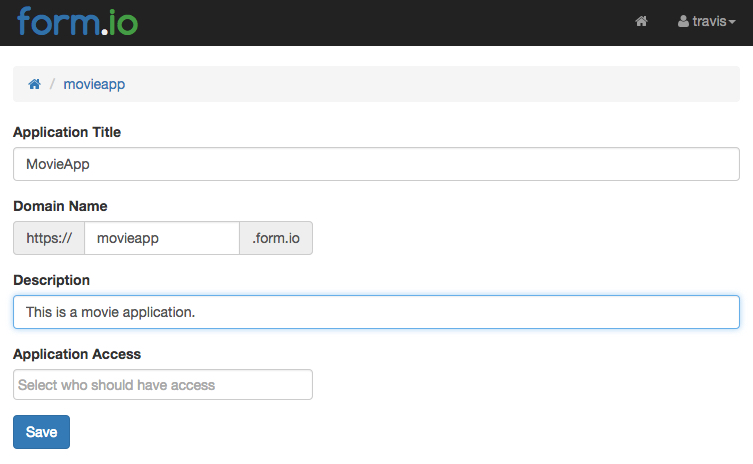 form.io
travis
/ movieapp
Application Title
MovieApp
Domain Name
https:// movieapp .form.io
Description
This is a movie application.
Application Access
Select who should have access
Save